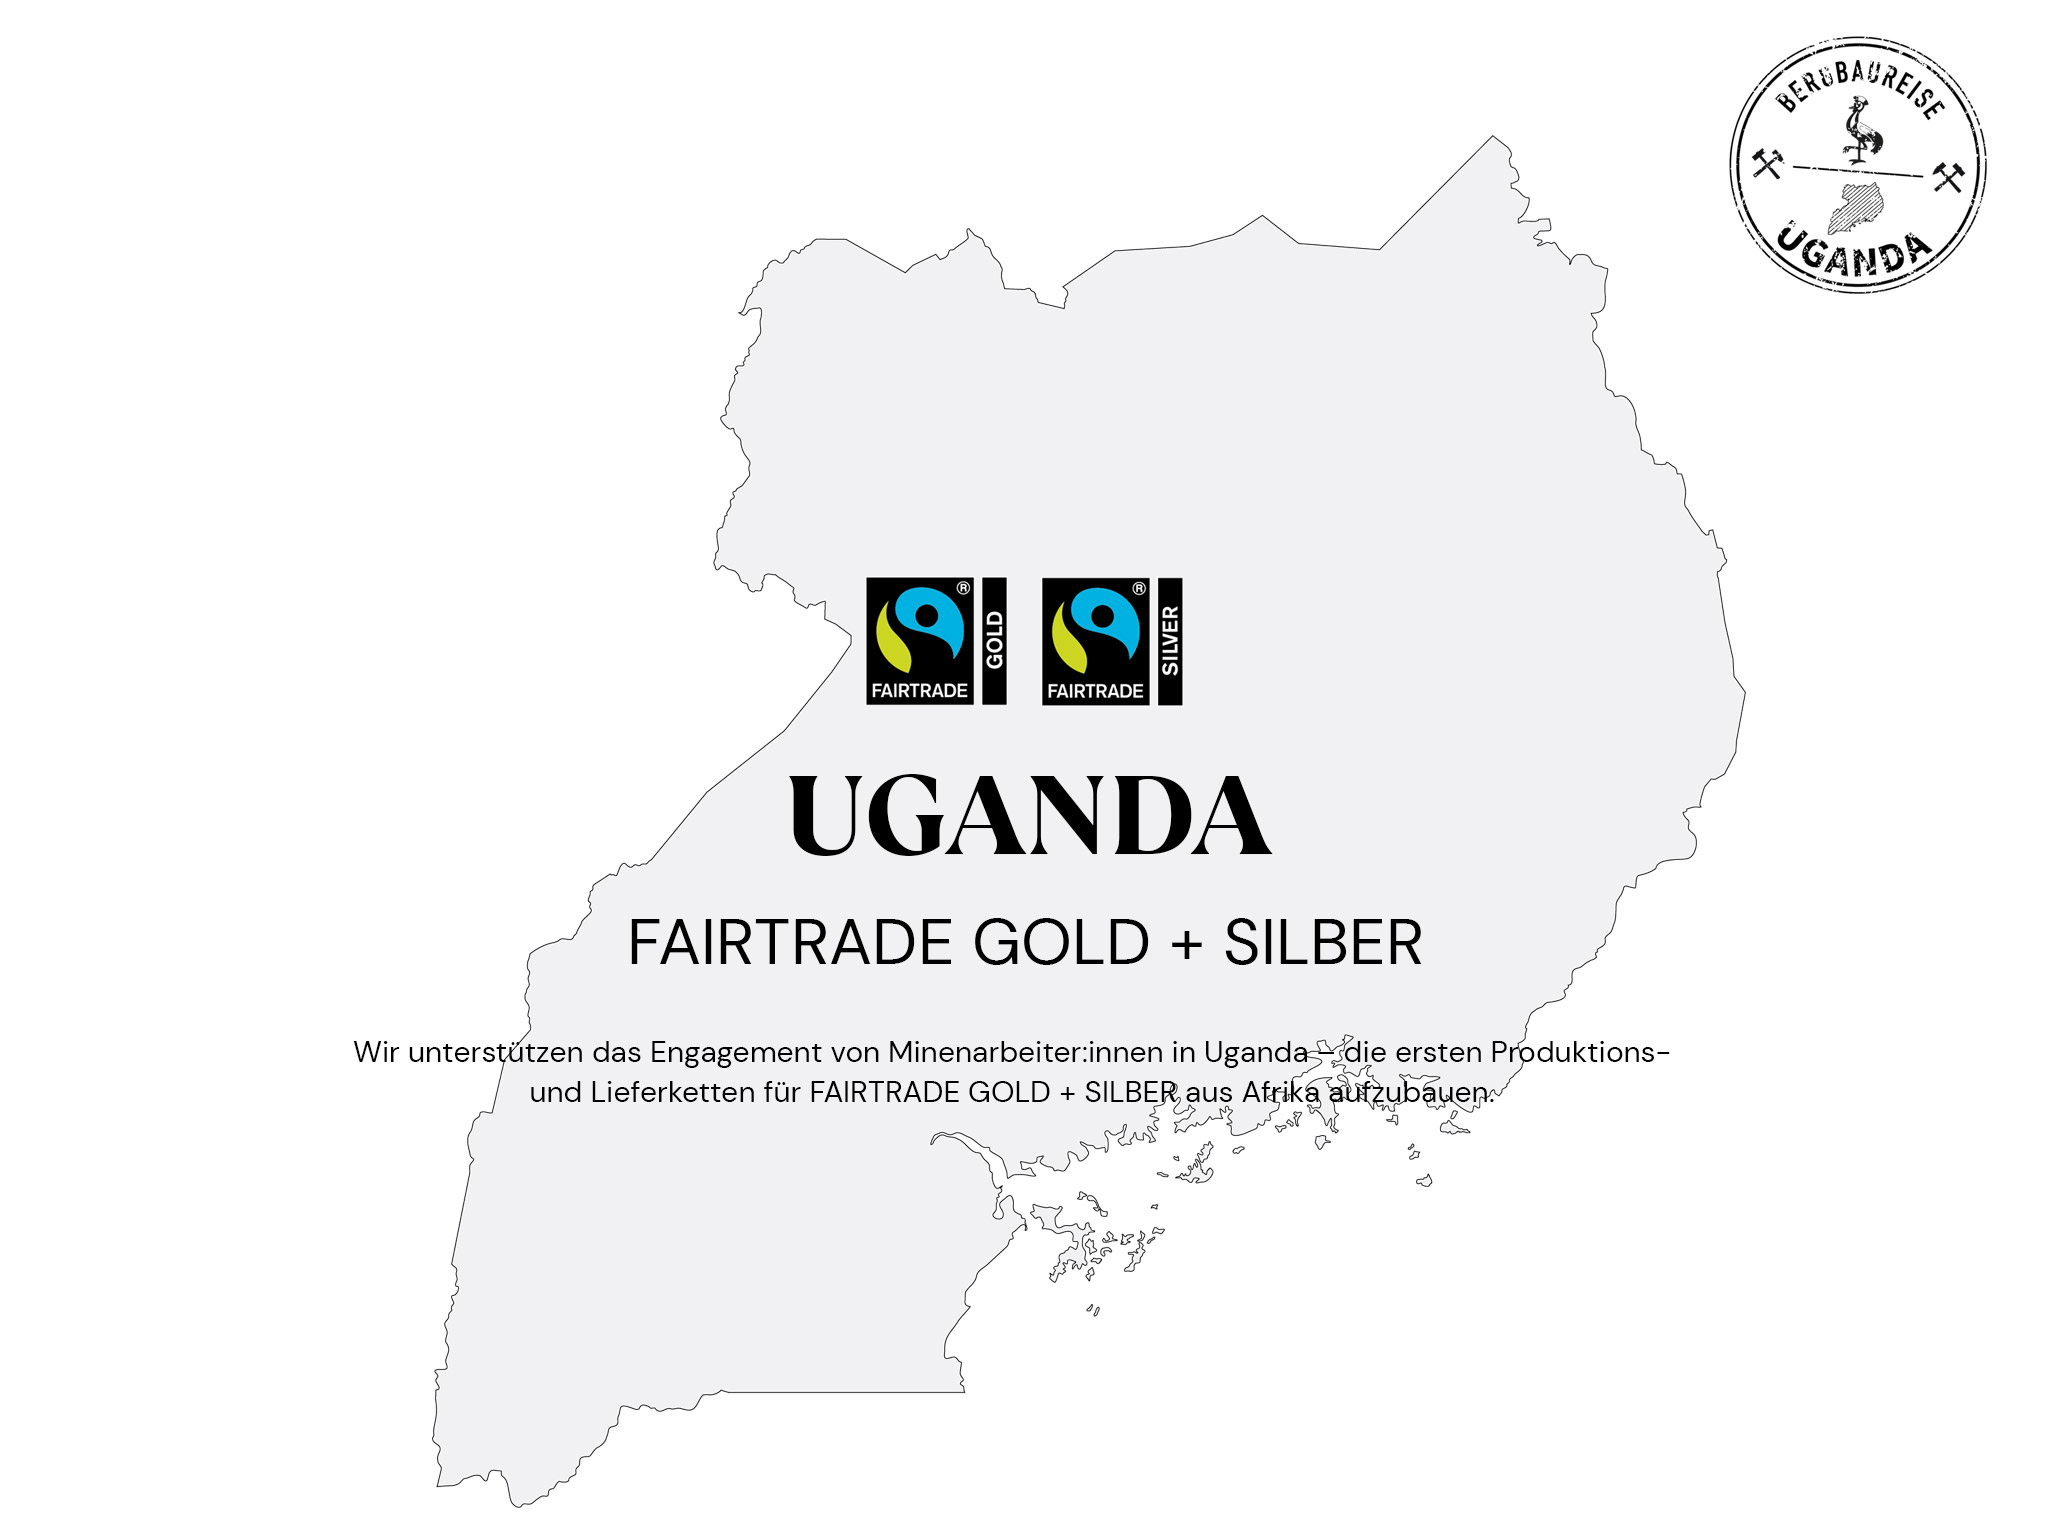 BERGBAUREISE
UGANDA
FAIRTRADE ® GOLD
FAIRTRADE ® SILVER
UGANDA
FAIRTRADE GOLD + SILBER
Wir unterstützen das Engagement von Minenarbeiter:innen in Uganda – die ersten Produktions-
und Lieferketten für FAIRTRADE GOLD + SILBER aus Afrika aufzubauen.